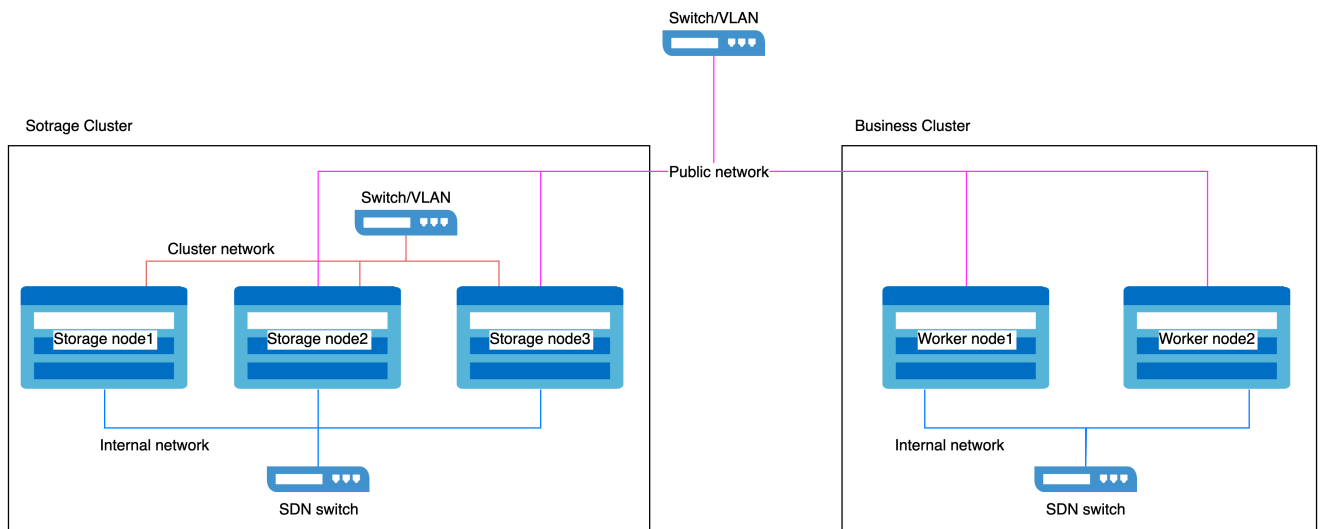 Switch/VLAN
Sotrage Cluster
Business Cluster
Public network
Switch/VLAN
Cluster network
Storage node1
Storage node2
Storage node3
Worker node1
Worker node2
Internal network
Internal network
SDN switch
SDN switch